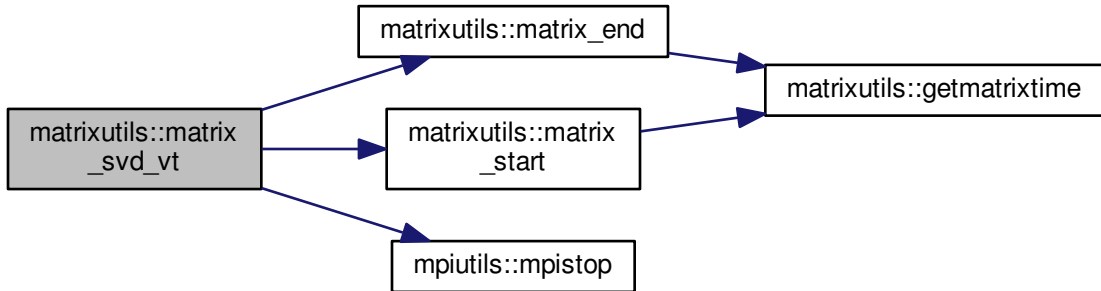 matrixutils::matrix_end
matrixutils::getmatrixtime
matrixutils::matrix
_svd_vt
matrixutils::matrix
_start
mpiutils::mpistop